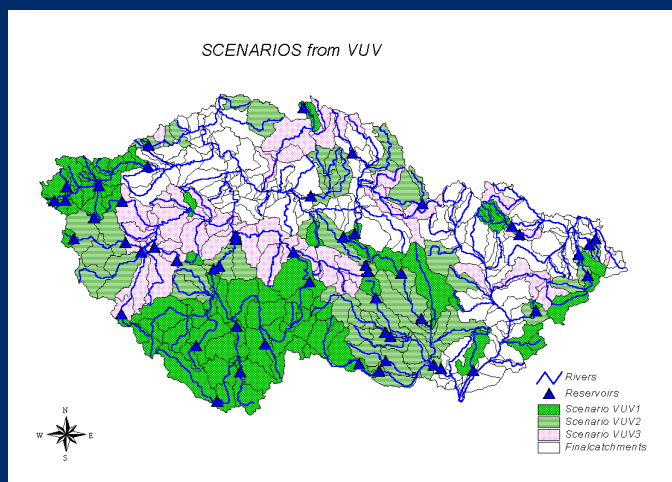 SCENARIOS from VUV
Rivers
Reservoirs
Scenario VUV1
Scenario VUV2
Scenario VUV3
Finalcatchments
N
W E
S